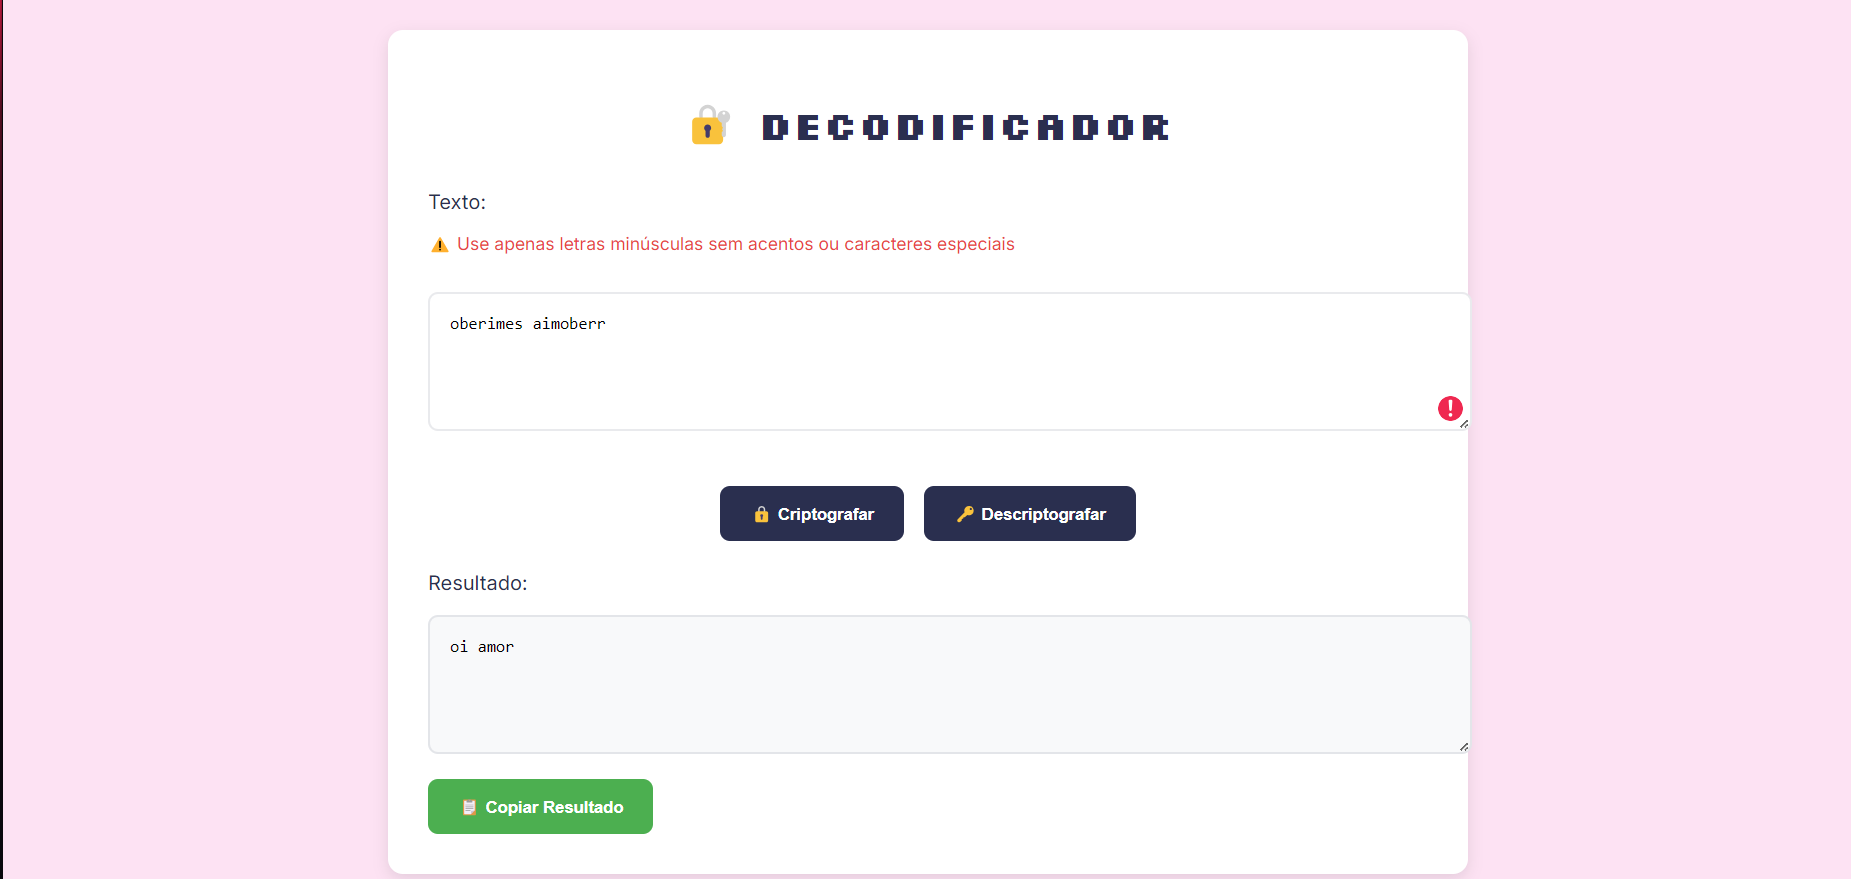 DECODIFICADOR
Texto:
Use apenas letras minúsculas sem acentos ou caracteres especiais
oberimes aimoberr
Criptografar
Descriptografar
Resultado:
oi amor
Copiar Resultado